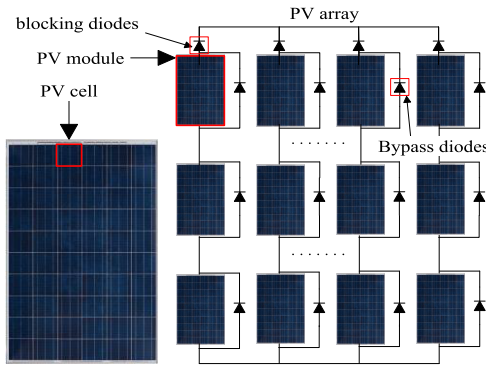 PV array
blocking diodes
PV module
PV cell
Bypass diodes